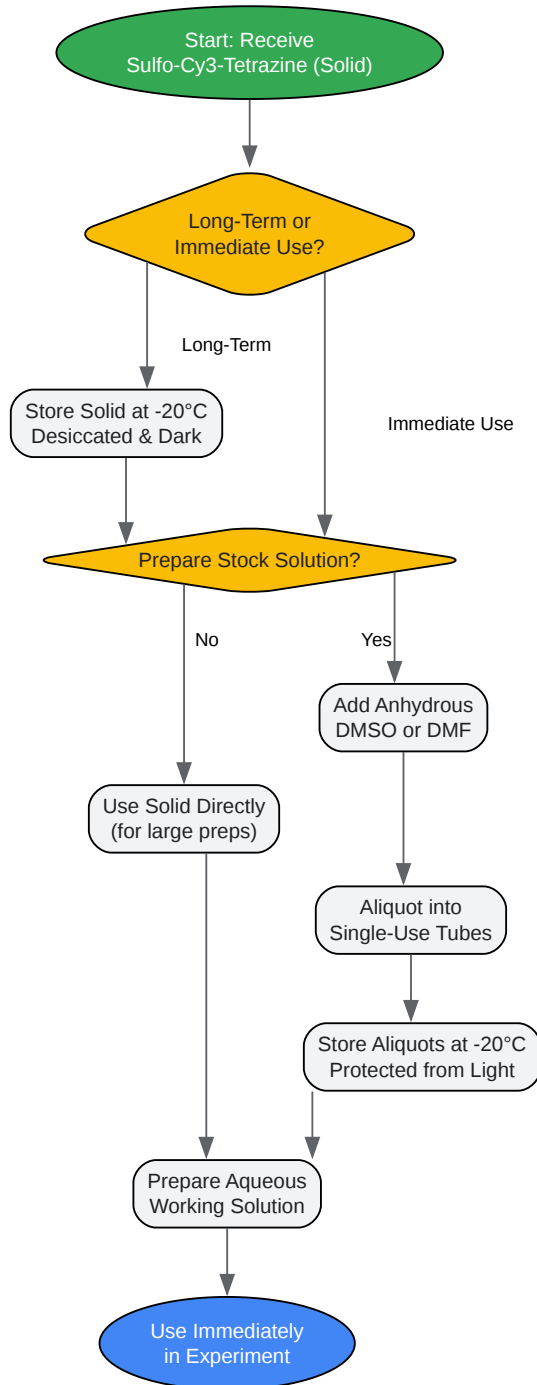 Start: Receive
Sulfo-Cy3-Tetrazine (Solid)
Long-Term or
Immediate Use?
Long-Term
Store Solid at -20°C
Desiccated & Dark
Immediate Use
Prepare Stock Solution?
No
Yes
Add Anhydrous
DMSO or DMF
Use Solid Directly
(for large preps)
Aliquot into
Single-Use Tubes
Store Aliquots at -20°C
Protected from Light
Prepare Aqueous
Working Solution
Use Immediately
in Experiment